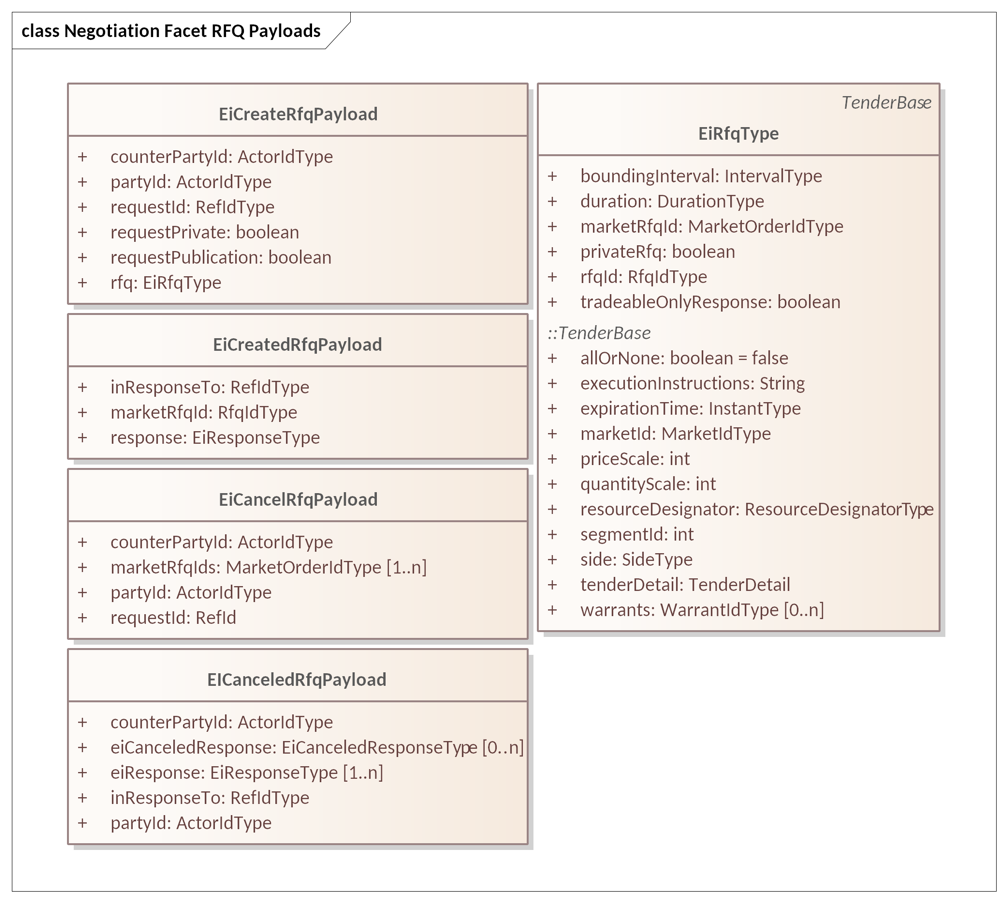 class Negotiation Facet RFQ Payloads
EiCreateRfqPayload
+ counterPartyId: ActorIdType
+ partyId: ActorIdType
+ requestId: RefIdType
+ requestPrivate: boolean
+ requestPublication: boolean
+ rfq: EiRfqType
EiCreatedRfqPayload
+ inResponseTo: RefIdType
+ marketRfqId: RfqIdType
+ response: EiResponseType
EiCancelRfqPayload
+ counterPartyId: ActorIdType
+ marketRfqIds: MarketOrderIdType [1..n]
+ partyId: ActorIdType
+ requestId: RefId
EICanceledRfqPayload
+ counterPartyId: ActorIdType
+ eiCanceledResponse: EiCanceledResponseType [0..n]
+ eiResponse: EiResponseType [1..n]
+ inResponseTo: RefIdType
+ partyId: ActorIdType
TenderBase
EiRfqType
+ boundingInterval: IntervalType
+ duration: DurationType
+ marketRfqId: MarketOrderIdType
+ privateRfq: boolean
+ rfqId: RfqIdType
+ tradeableOnlyResponse: boolean
::TenderBase
+ allOrNone: boolean = false
+ executionInstructions: String
+ expirationTime: InstantType
+ marketId: MarketIdType
+ priceScale: int
+ quantityScale: int
+ resourceDesignator: ResourceDesignatorType
+ segmentId: int
+ side: SideType
+ tenderDetail: TenderDetail
+ warrants: WarrantIdType [0..n]